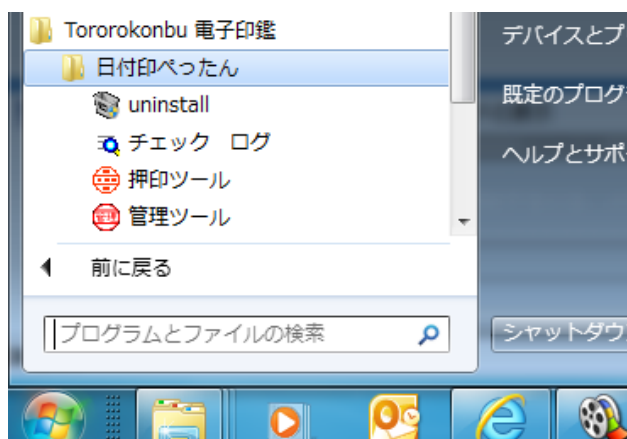 Tororokonbu 電子印鑑
日付印ぺったん
uninstall
チェック ログ
押印ツール
管理ツール
前に戻る
プログラムとファイルの検索
デバイスとプ
既定のプログ
ヘルプとサポ
シャットダウ